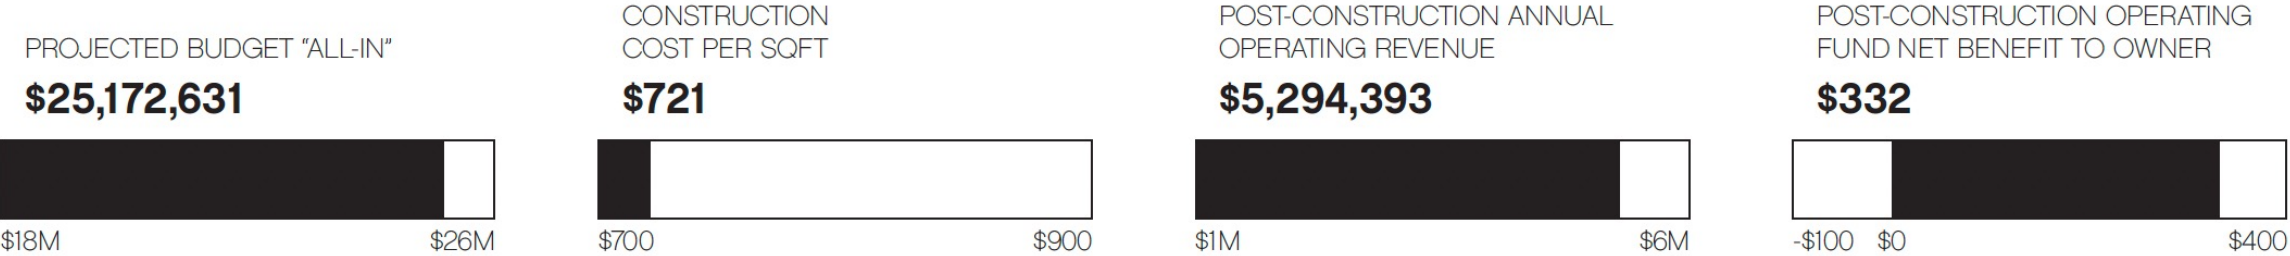 PROJECTED BUDGET “ALL-IN”
$25,172,631
$18M
$26M
CONSTRUCTION
COST PER SQFT
$721
$700
$900
POST-CONSTRUCTION ANNUAL
OPERATING REVENUE
$5,294,393
$1M
$6M
POST-CONSTRUCTION OPERATING
FUND NET BENEFIT TO OWNER
$332
-$100
$0
$400